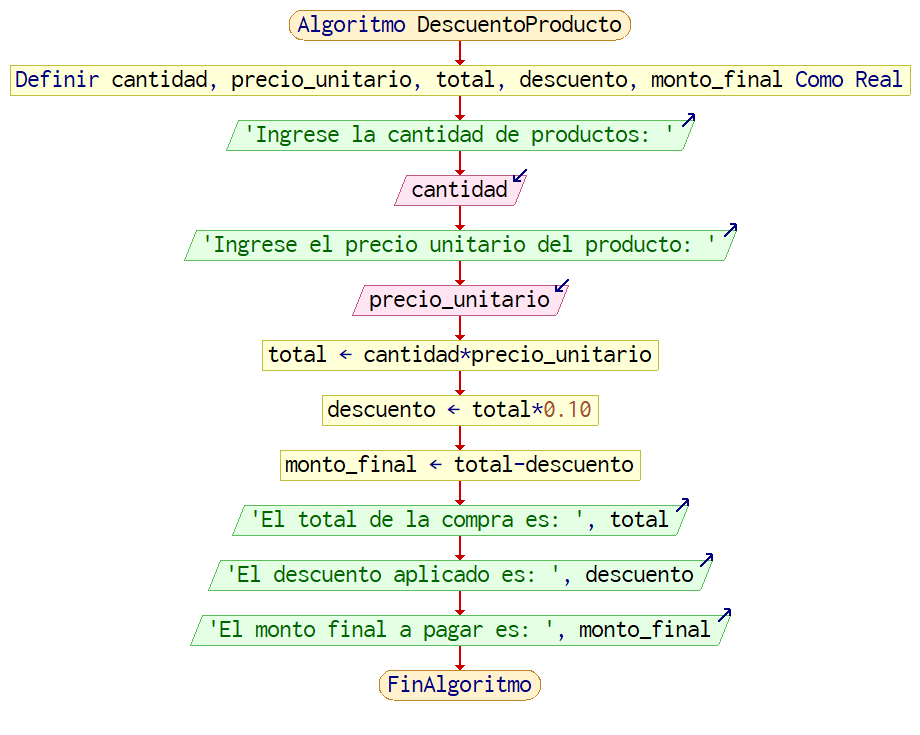 Algoritmo DescuentoProducto
Definir cantidad, precio_unitario, total, descuento, monto_final Como Real
'Ingrese la cantidad de productos: '
cantidad
'Ingrese el precio unitario del producto: '
precio_unitario
total ← cantidad*precio_unitario
descuento ← total*0.10
monto_final ← total-descuento
'El total de la compra es: ', total
'El descuento aplicado es: ', descuento
'El monto final a pagar es: ', monto_final
FinAlgoritmo